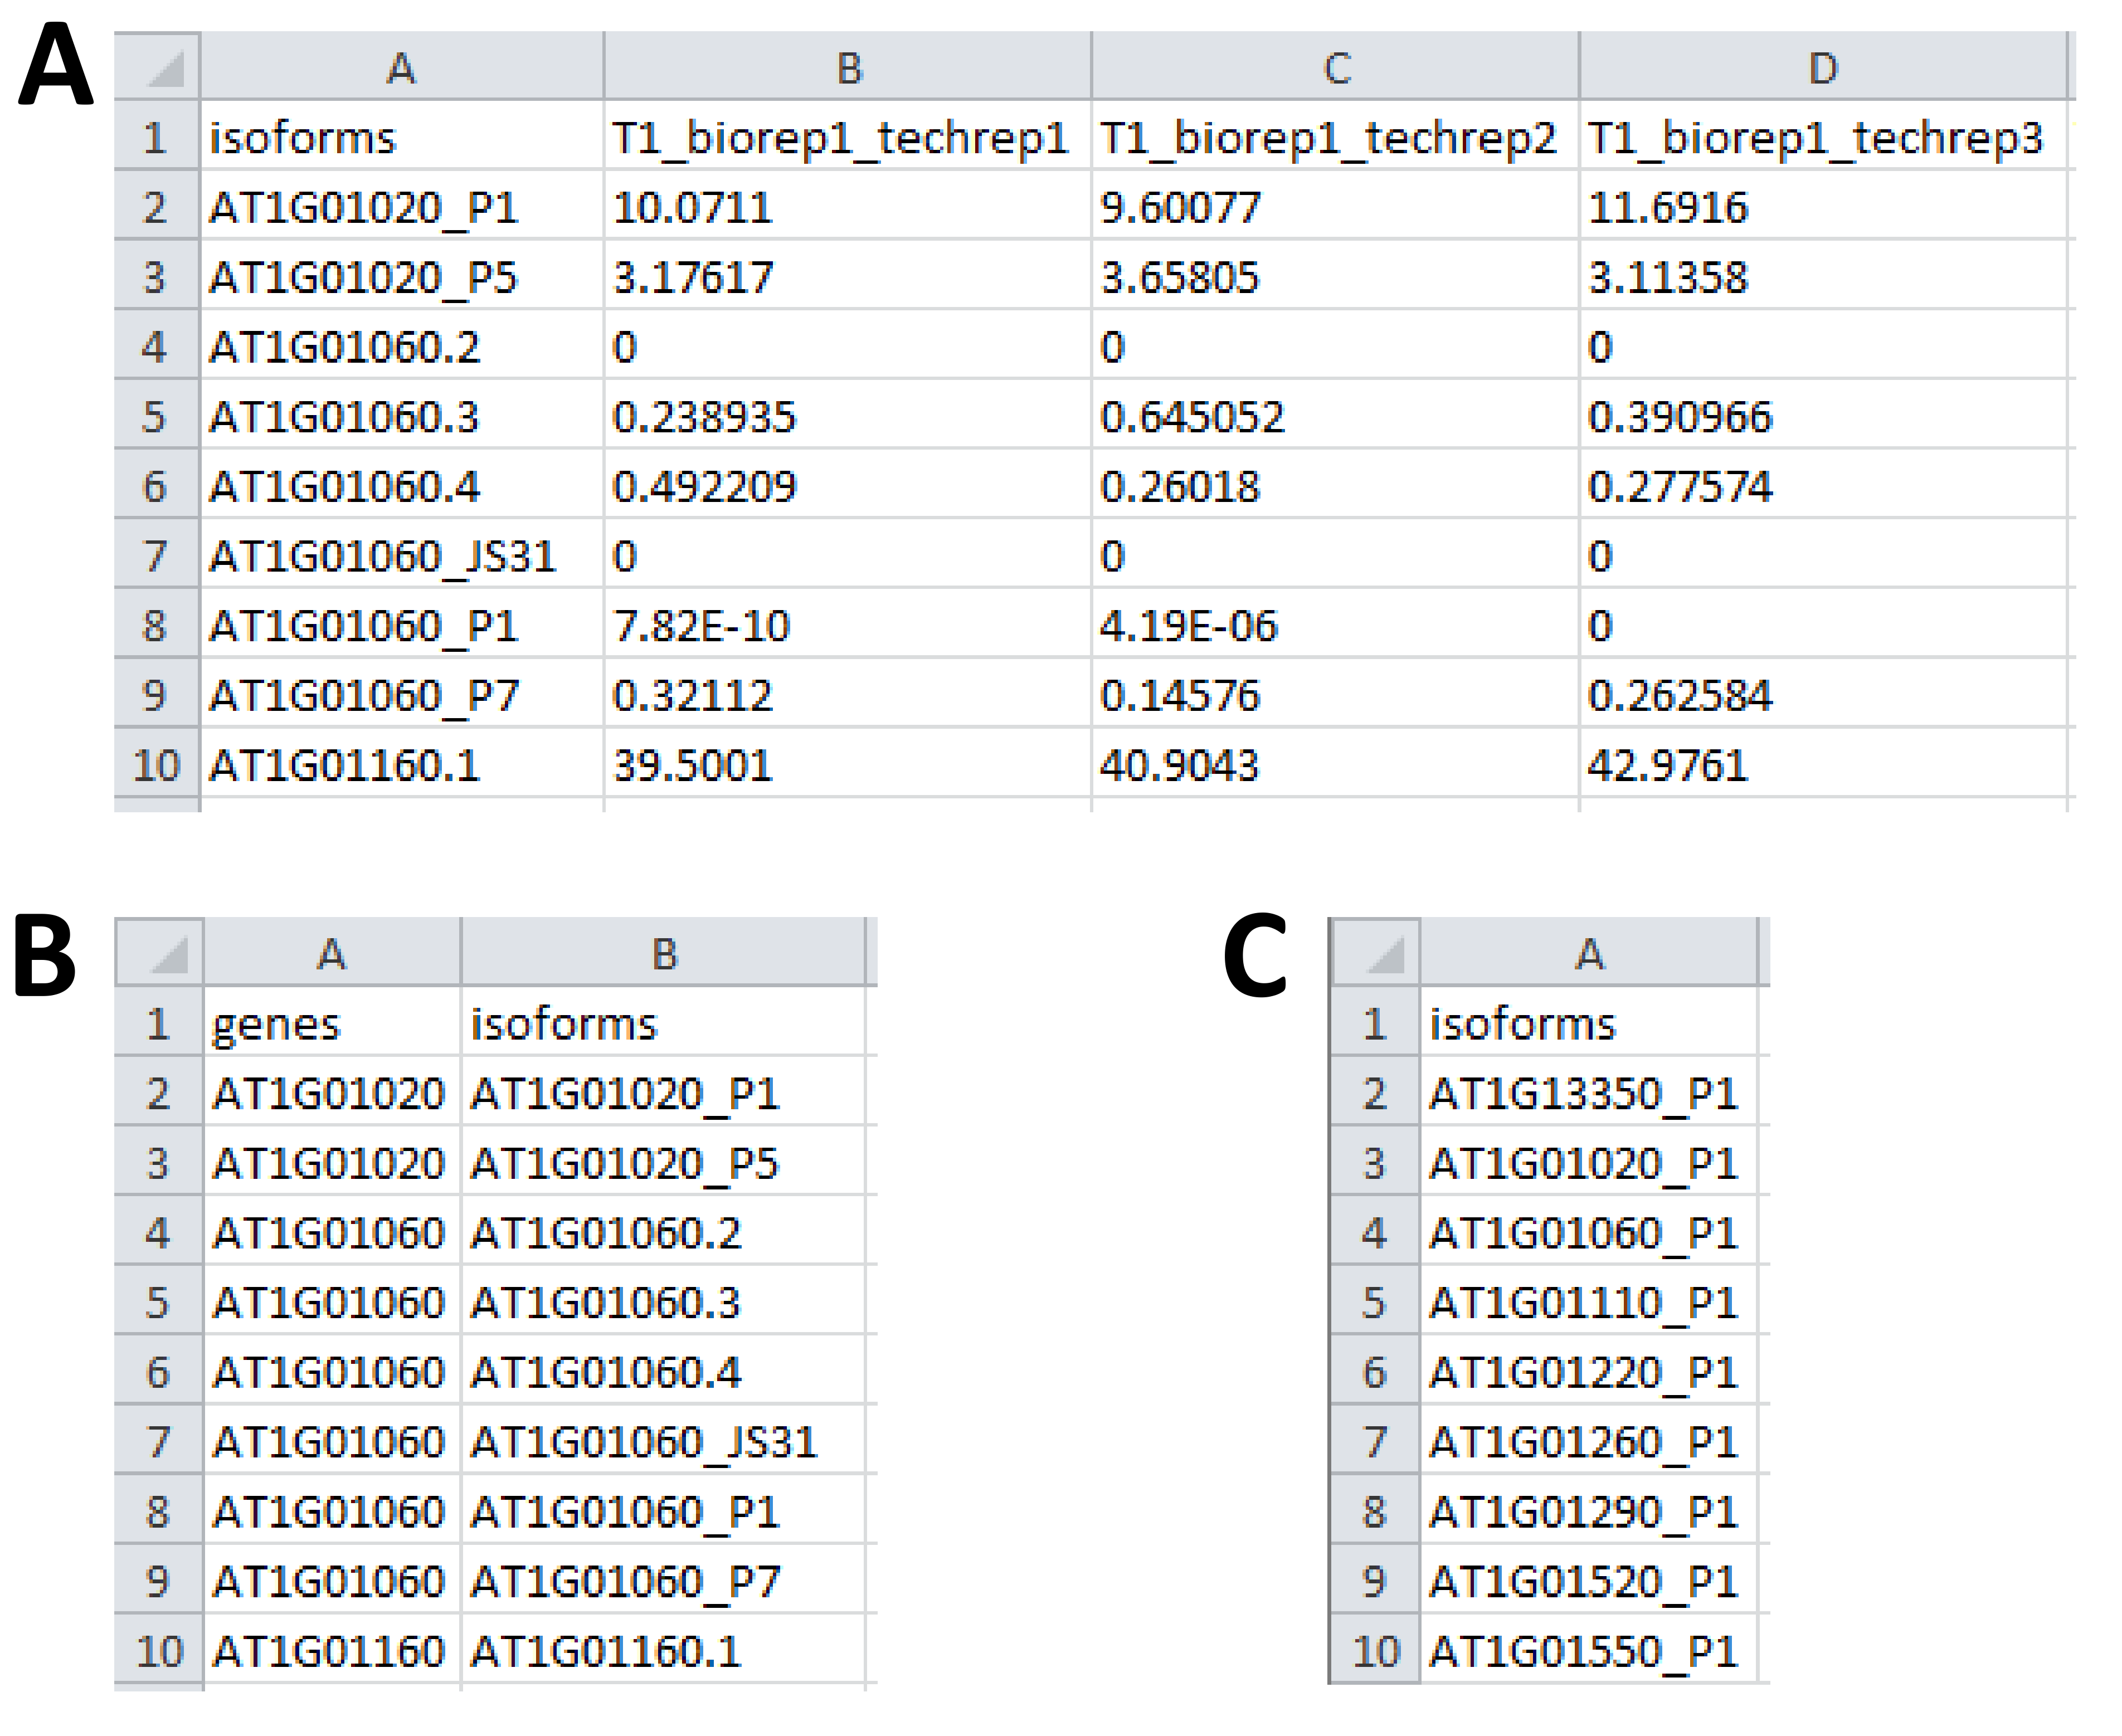 A
A B C D
1 isoforms T1_biorep1_techrep1 T1_biorep1_techrep2 T1_biorep1_techrep3
2 AT1G01020_P1 10.0711 9.60077 11.6916
3 AT1G01020_P5 3.17617 3.65805 3.11358
4 AT1G01060.2 0 0 0
5 AT1G01060.3 0.238935 0.645052 0.390966
6 AT1G01060.4 0.492209 0.26018 0.277574
7 AT1G01060_JS31 0 0 0
8 AT1G01060_P1 7.82E-10 4.19E-06 0
9 AT1G01060_P7 0.32112 0.14576 0.262584
10 AT1G01160.1 39.5001 40.9043 42.9761
B
A B
1 genes isoforms
2 AT1G01020 AT1G01020_P1
3 AT1G01020 AT1G01020_P5
4 AT1G01060 AT1G01060.2
5 AT1G01060 AT1G01060.3
6 AT1G01060 AT1G01060.4
7 AT1G01060 AT1G01060_JS31
8 AT1G01060 AT1G01060_P1
9 AT1G01060 AT1G01060_P7
10 AT1G01160 AT1G01160.1
C
A
1 isoforms
2 AT1G13350_P1
3 AT1G01020_P1
4 AT1G01060_P1
5 AT1G01110_P1
6 AT1G01220_P1
7 AT1G01260_P1
8 AT1G01290_P1
9 AT1G01520_P1
10 AT1G01550_P1